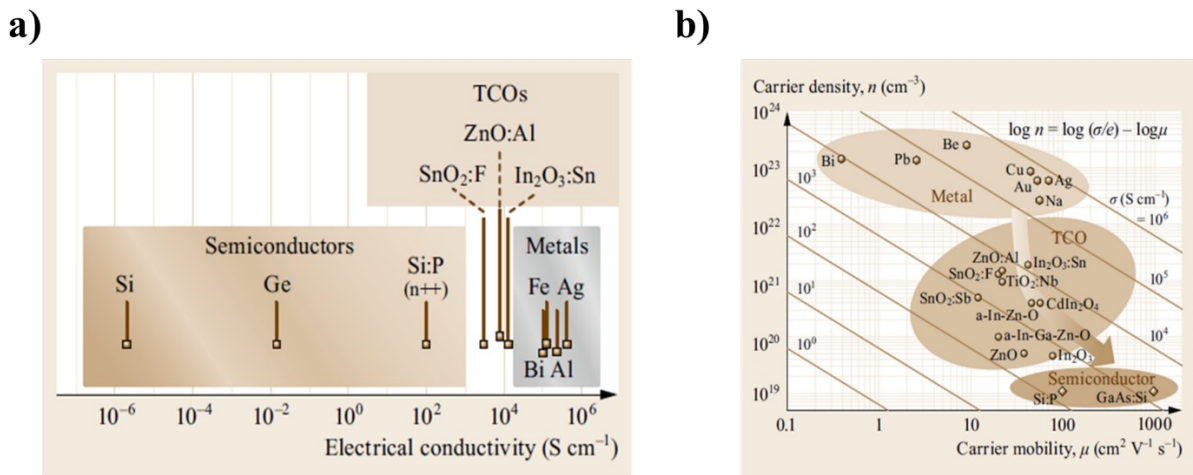 a)
TCOs
ZnO:Al
SnO₂:F In₂O₃:Sn
Semiconductors
Metals
Si
Ge
Si:P
(n++)
Fe Ag
Bi Al
10⁻⁶ 10⁻⁴ 10⁻² 10⁰ 10² 10⁴ 10⁶
Electrical conductivity (S cm⁻¹)
b)
Carrier density, n (cm⁻³)
10²⁴
log n = log (σ/e) – logμ
Be
Bi
Pb
Cu
Ag
Au
Na
10²³
10³
Metal
σ (S cm⁻¹)
= 10⁶
10²²
10²
TCO
ZnO:Al
In₂O₃:Sn
SnO₂:F
TiO₂:Nb
10⁵
10²¹
10¹
SnO₂:Sb
CdIn₂O₄
a-In-Zn-O
a-In-Ga-Zn-O
10⁴
10²⁰
10⁰
ZnO
In₂O₃
Semiconductor
10¹⁹
Si:P
GaAs:Si
0.1 1 10 100 1000
Carrier mobility, μ (cm² V⁻¹ s⁻¹)